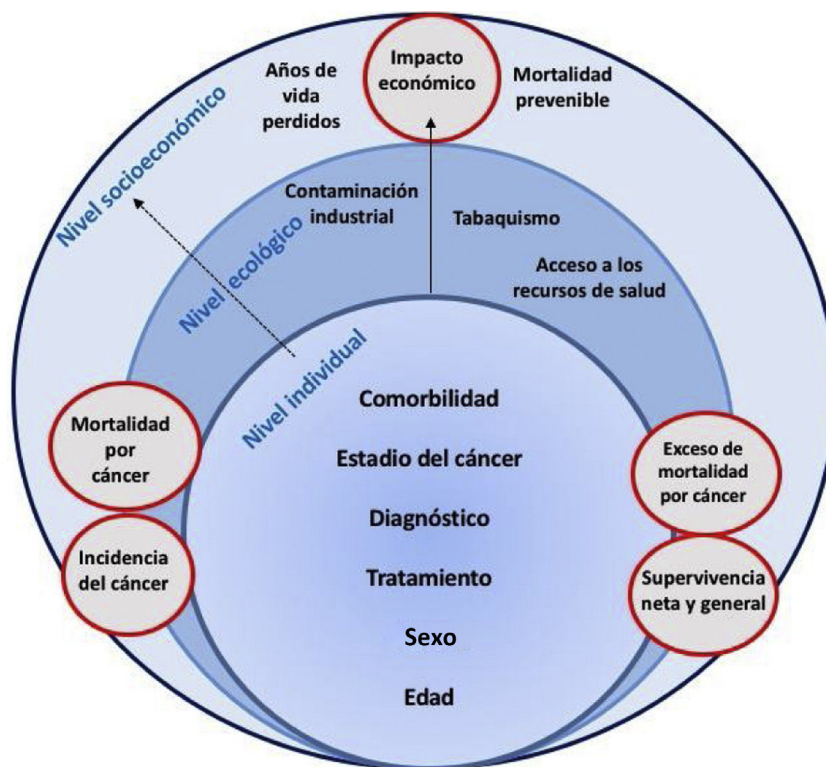 Impacto
económico
Años de
vida
perdidos
Mortalidad
prevenible
Nivel socioeconómico
Contaminación
industrial
Tabaquismo
Nivel ecológico
Acceso a los
recursos de salud
Nivel individual
Comorbilidad
Estadio del cáncer
Diagnóstico
Tratamiento
Sexo
Edad
Mortalidad
por
cáncer
Incidencia
del cáncer
Exceso de
mortalidad
por cáncer
Supervivencia
neta y general